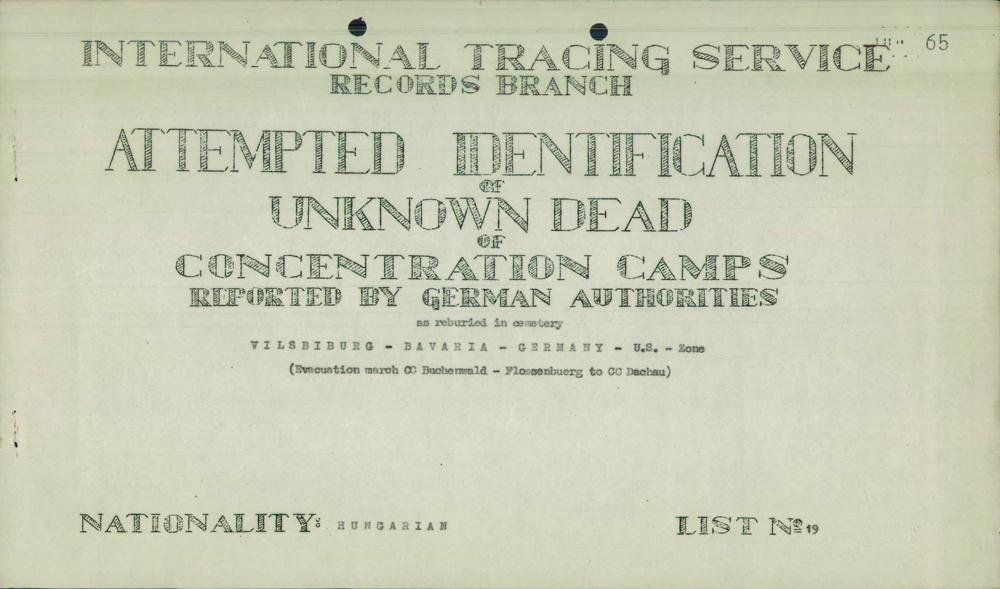 65
INTERNATIONAL TRACING SERVICE
RECORDS BRANCH
ATTEMPTED IDENTIFICATION
OF
UNKNOWN DEAD
OF
CONCENTRATION CAMPS
REPORTED BY GERMAN AUTHORITIES
as reburied in cemetery
VILSBIBURG - BAVARIA - GERMANY - U.S. - Zone
(Evacuation march CC Buchenwald - Flossenbuerg to CC Dachau)
NATIONALITY: HUNGARIAN
LIST No 19